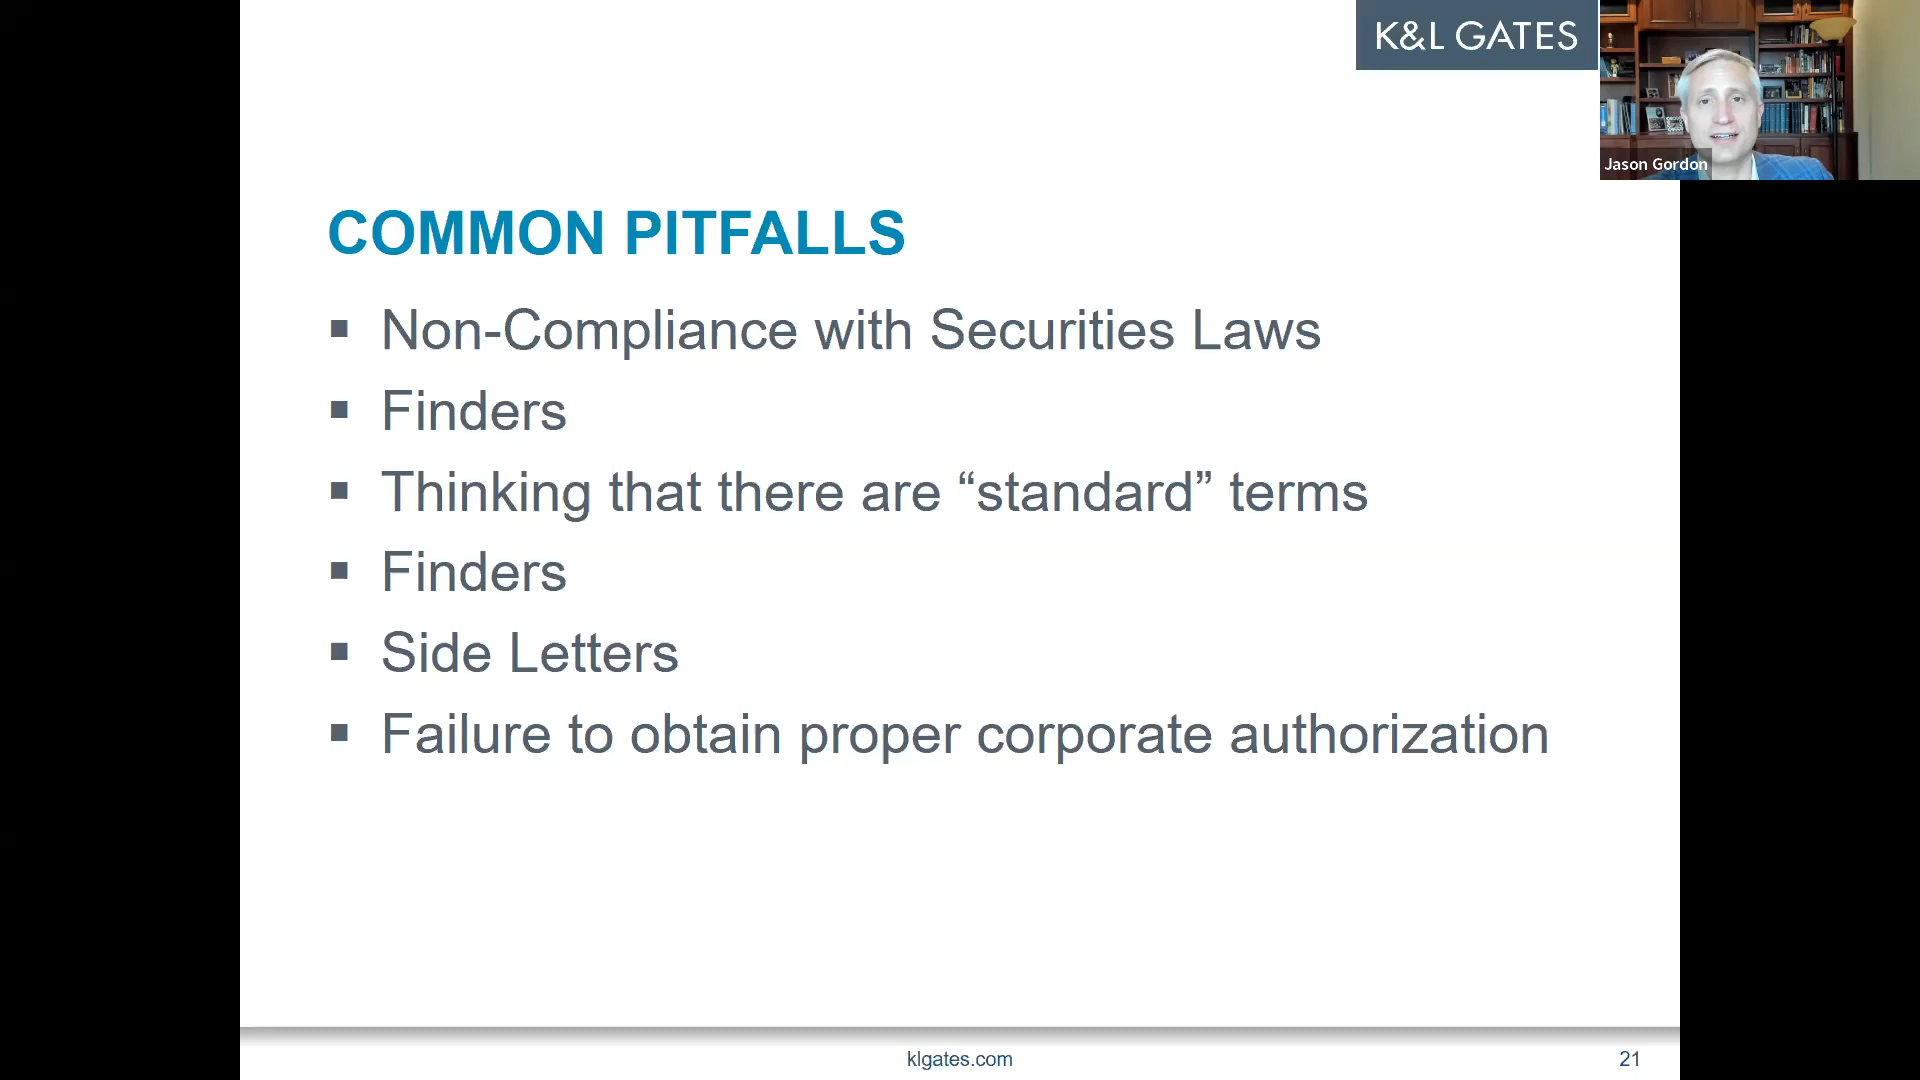 K&L GATES
Jason Gordon
COMMON PITFALLS
▪ Non-Compliance with Securities Laws
▪ Finders
▪ Thinking that there are “standard” terms
▪ Finders
▪ Side Letters
▪ Failure to obtain proper corporate authorization
klgates.com
21